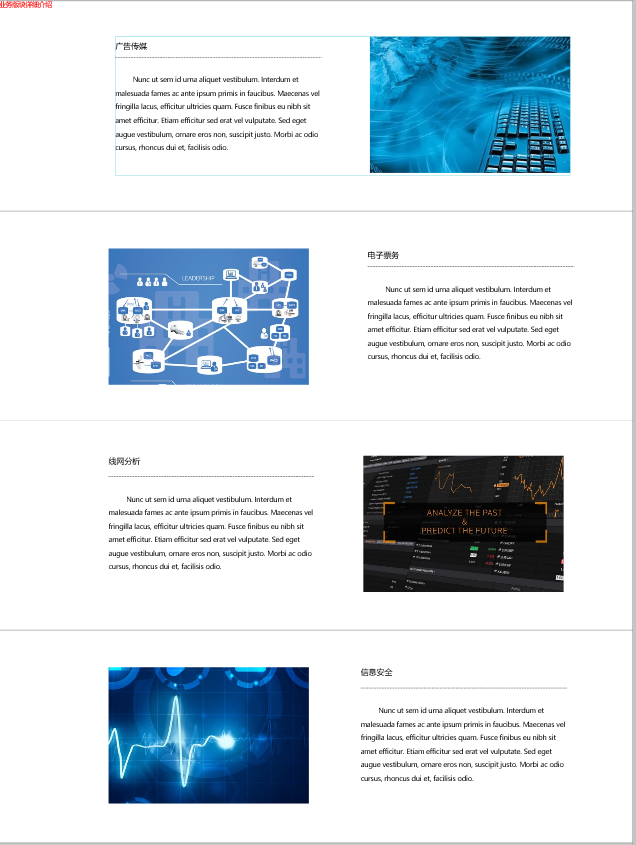 业务版块详细介绍
广告传媒
Nunc ut sem id urna aliquet vestibulum. Interdum et
malesuada fames ac ante ipsum primis in faucibus. Maecenas vel
fringilla lacus, efficitur ultricies quam. Fusce finibus eu nibh sit
amet efficitur. Etiam efficitur sed erat vel vulputate. Sed eget
augue vestibulum, ornare eros non, suscipit justo. Morbi ac odio
cursus, rhoncus dui et, facilisis odio.
LEADERSHIP
电子票务
Nunc ut sem id urna aliquet vestibulum. Interdum et
malesuada fames ac ante ipsum primis in faucibus. Maecenas vel
fringilla lacus, efficitur ultricies quam. Fusce finibus eu nibh sit
amet efficitur. Etiam efficitur sed erat vel vulputate. Sed eget
augue vestibulum, ornare eros non, suscipit justo. Morbi ac odio
cursus, rhoncus dui et, facilisis odio.
线网分析
Nunc ut sem id urna aliquet vestibulum. Interdum et
malesuada fames ac ante ipsum primis in faucibus. Maecenas vel
fringilla lacus, efficitur ultricies quam. Fusce finibus eu nibh sit
amet efficitur. Etiam efficitur sed erat vel vulputate. Sed eget
augue vestibulum, ornare eros non, suscipit justo. Morbi ac odio
cursus, rhoncus dui et, facilisis odio.
ANALYZE THE PAST
&
PREDICT THE FUTURE
信息安全
Nunc ut sem id urna aliquet vestibulum. Interdum et
malesuada fames ac ante ipsum primis in faucibus. Maecenas vel
fringilla lacus, efficitur ultricies quam. Fusce finibus eu nibh sit
amet efficitur. Etiam efficitur sed erat vel vulputate. Sed eget
augue vestibulum, ornare eros non, suscipit justo. Morbi ac odio
cursus, rhoncus dui et, facilisis odio.